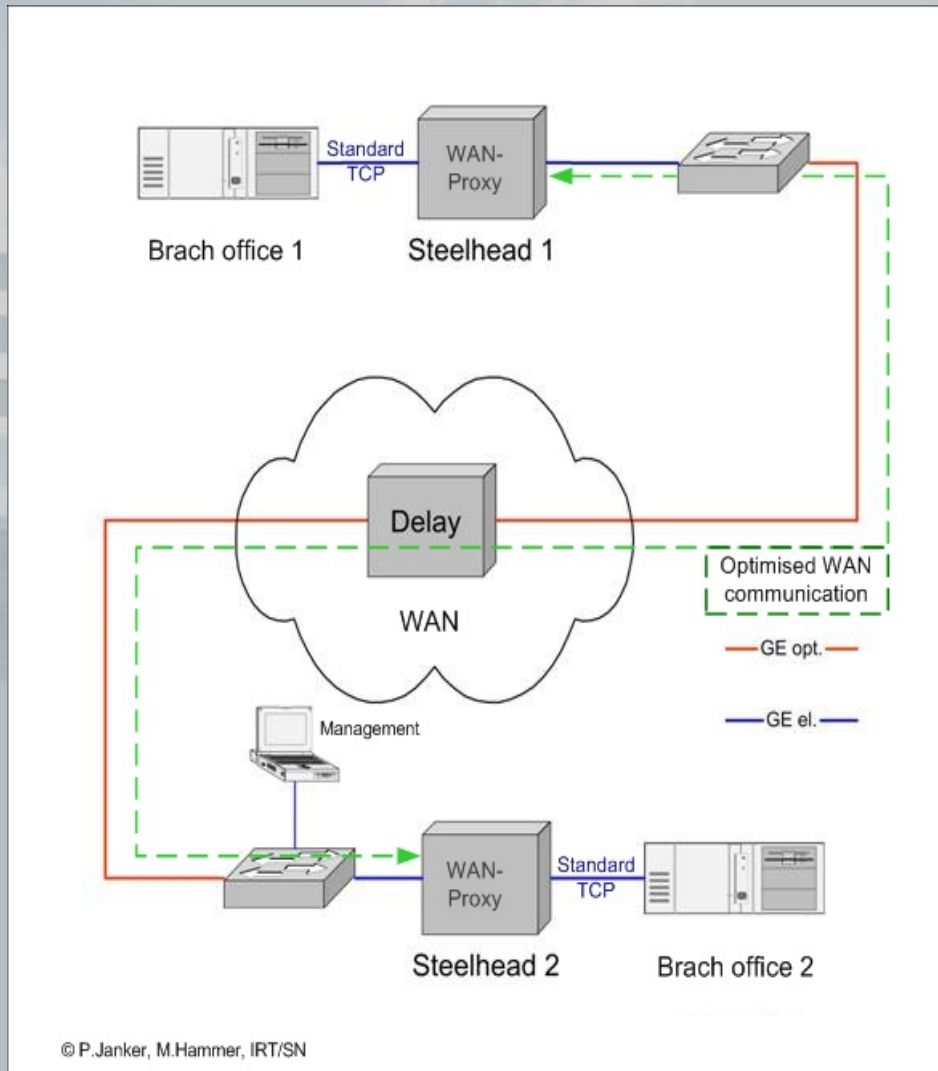 Standard
TCP
WAN-
Proxy
Brach office 1
Steelhead 1
Delay
WAN
Optimised WAN
communication
GE opt.
GE el.
Management
WAN-
Proxy
Standard
TCP
Steelhead 2
Brach office 2
© P.Janker, M.Hammer, IRT/SN